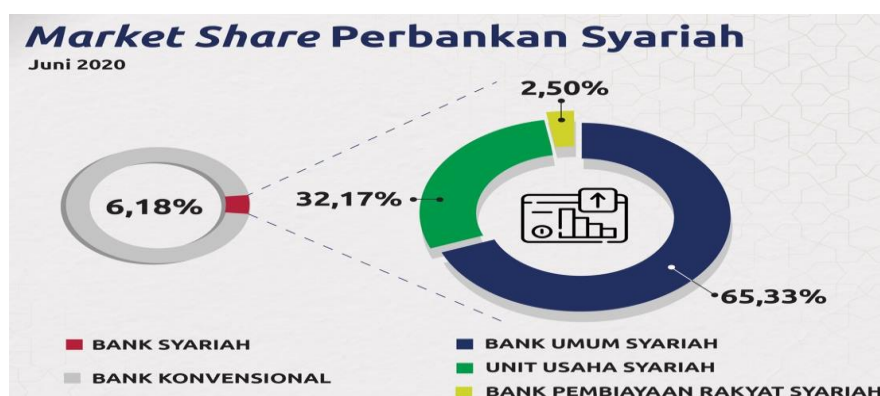 Market Share Perbankan Syariah
Juni 2020
2,50%
6,18%
32,17%
65,33%
BANK SYARIAH
BANK KONVENSIONAL
BANK UMUM SYARIAH
UNIT USAHA SYARIAH
BANK PEMBIAYAAN RAKYAT SYARIAH